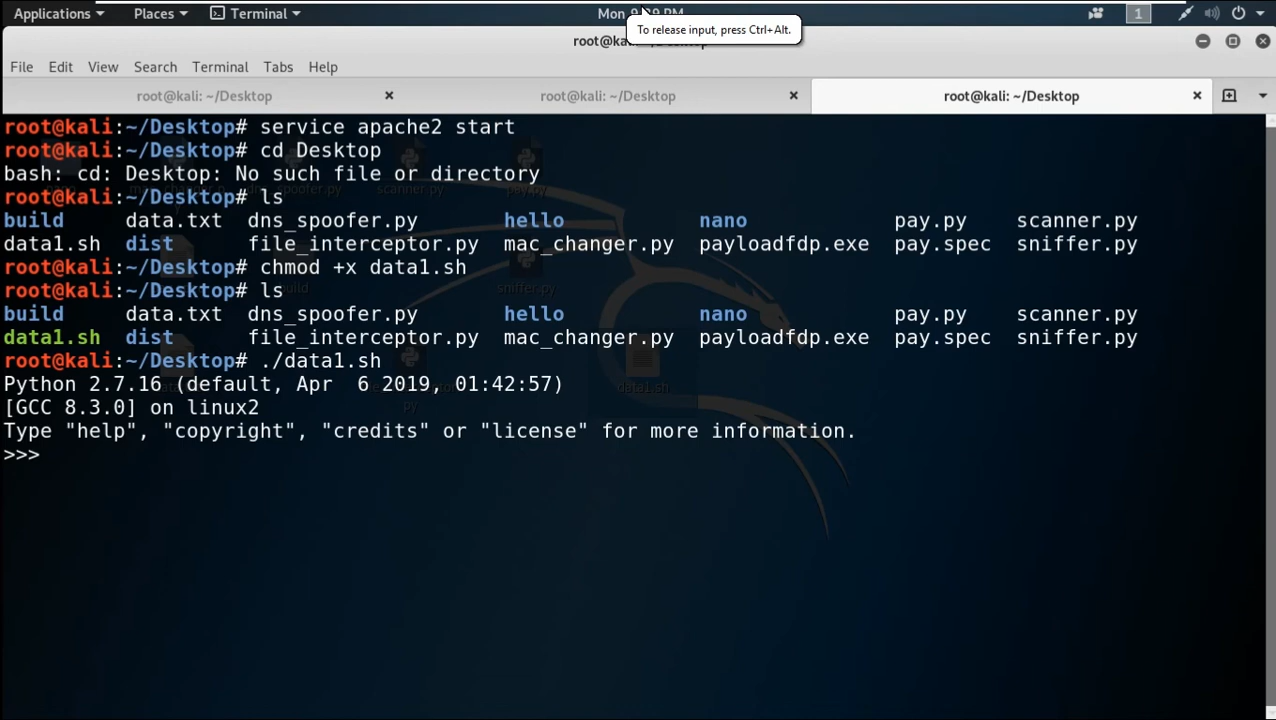 Applications Places Terminal Mon 1
To release input, press Ctrl+Alt.
File Edit View Search Terminal Tabs Help
root@kali: ~/Desktop root@kali: ~/Desktop root@kali: ~/Desktop
root@kali:~/Desktop# service apache2 start
root@kali:~/Desktop# cd Desktop
bash: cd: Desktop: No such file or directory
root@kali:~/Desktop# ls
build data.txt dns_spoofer.py hello nano pay.py scanner.py
data1.sh dist file_interceptor.py mac_changer.py payloadfdp.exe pay.spec sniffer.py
root@kali:~/Desktop# chmod +x data1.sh
root@kali:~/Desktop# ls
build data.txt dns_spoofer.py hello nano pay.py scanner.py
data1.sh dist file_interceptor.py mac_changer.py payloadfdp.exe pay.spec sniffer.py
root@kali:~/Desktop# ./data1.sh
Python 2.7.16 (default, Apr  6 2019, 01:42:57)
[GCC 8.3.0] on linux2
Type "help", "copyright", "credits" or "license" for more information.
>>>